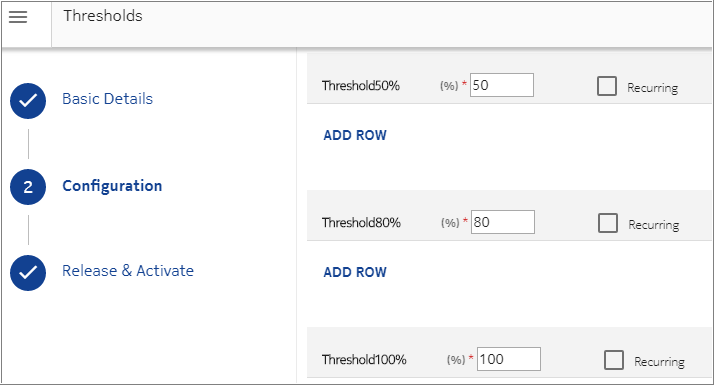 Thresholds
Basic Details
2 Configuration
Release & Activate
Threshold50% (%) * 50 Recurring
ADD ROW
Threshold80% (%) * 80 Recurring
ADD ROW
Threshold100% (%) * 100 Recurring